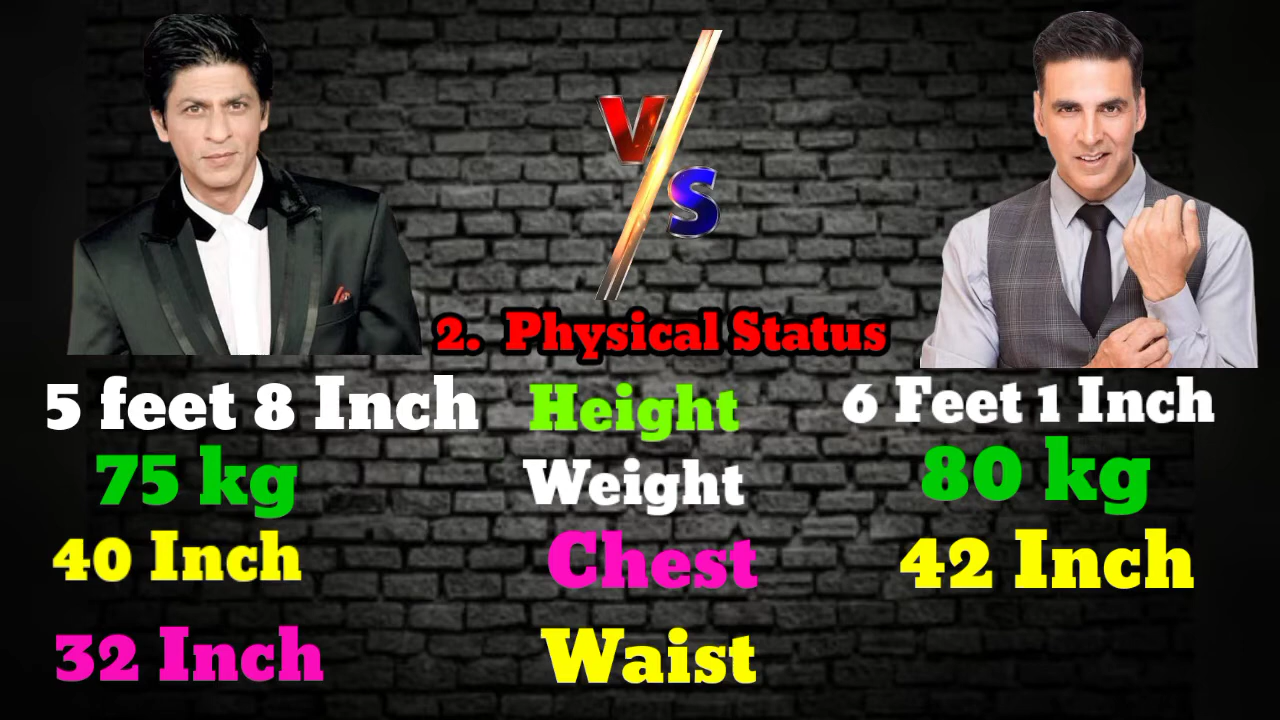 VS
2. Physical Status
5 feet 8 Inch Height 6 Feet 1 Inch
75 kg Weight 80 kg
40 Inch Chest 42 Inch
32 Inch Waist